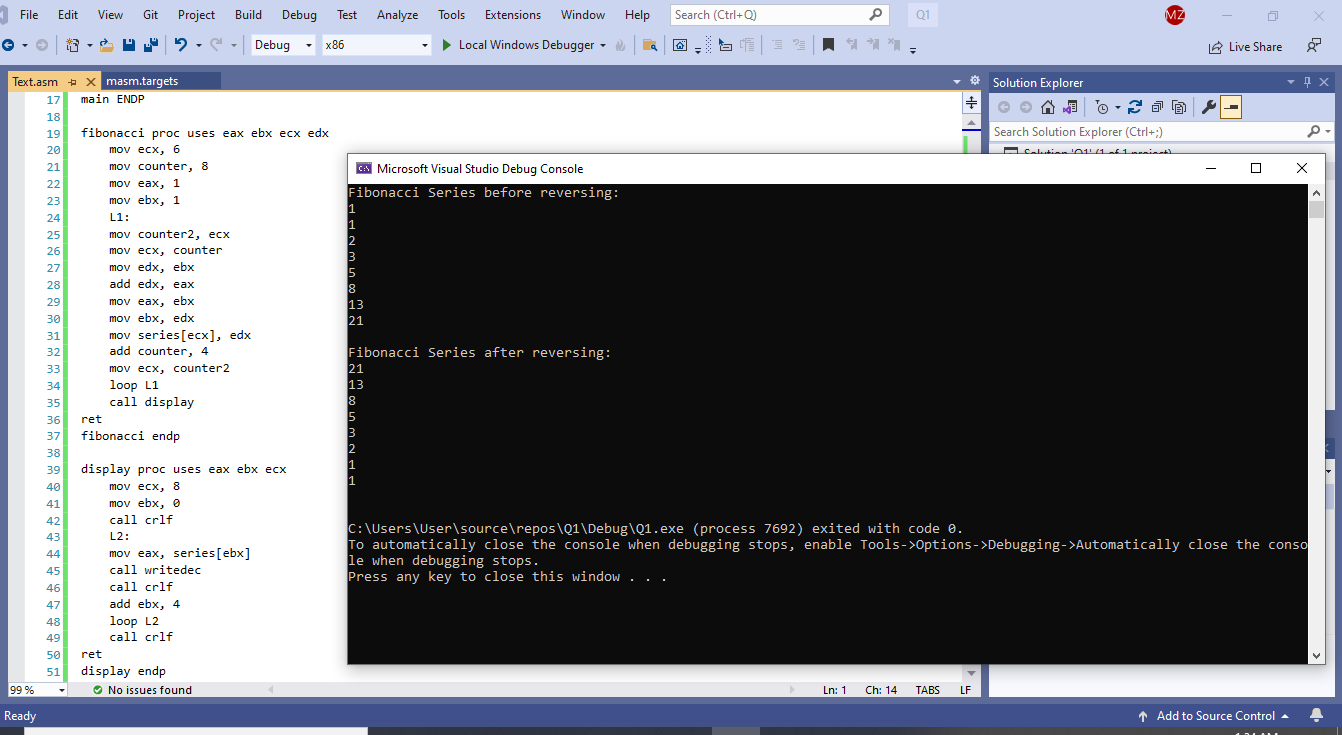 File Edit View Git Project Build Debug Test Analyze Tools Extensions Window Help Search (Ctrl+Q) Q1 MZ
Debug x86 Local Windows Debugger Live Share
Text.asm masm.targets
Solution Explorer
Search Solution Explorer (Ctrl+;)
Solution 'Q1' (1 of 1 project)
17 main ENDP
18
19 fibonacci proc uses eax ebx ecx edx
20 mov ecx, 6
21 mov counter, 8
22 mov eax, 1
23 mov ebx, 1
24 L1:
25 mov counter2, ecx
26 mov ecx, counter
27 mov edx, ebx
28 add edx, eax
29 mov eax, ebx
30 mov ebx, edx
31 mov series[ecx], edx
32 add counter, 4
33 mov ecx, counter2
34 loop L1
35 call display
36 ret
37 fibonacci endp
38
39 display proc uses eax ebx ecx
40 mov ecx, 8
41 mov ebx, 0
42 call crlf
43 L2:
44 mov eax, series[ebx]
45 call writedec
46 call crlf
47 add ebx, 4
48 loop L2
49 call crlf
50 ret
51 display endp
Microsoft Visual Studio Debug Console
Fibonacci Series before reversing:
1
1
2
3
5
8
13
21
Fibonacci Series after reversing:
21
13
8
5
3
2
1
1
C:\Users\User\source\repos\Q1\Debug\Q1.exe (process 7692) exited with code 0.
To automatically close the console when debugging stops, enable Tools->Options->Debugging->Automatically close the conso
le when debugging stops.
Press any key to close this window . . .
99 % No issues found Ln: 1 Ch: 14 TABS LF
Ready Add to Source Control